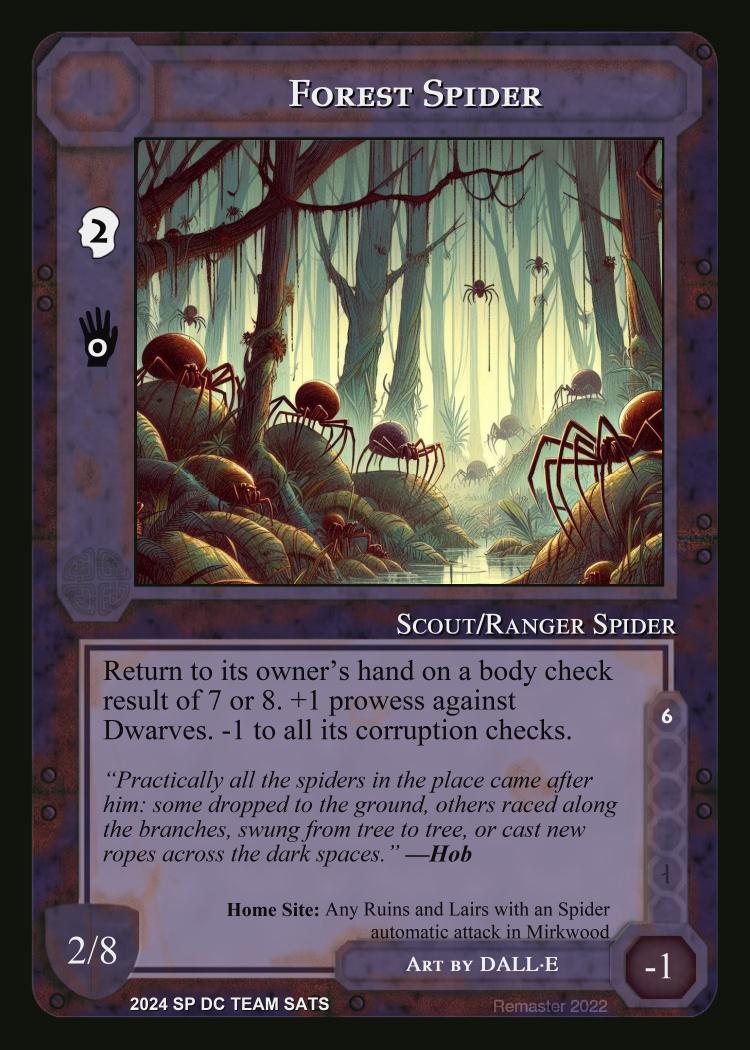 Forest Spider
2
0
Scout/Ranger Spider
Return to its owner's hand on a body check
result of 7 or 8. +1 prowess against
Dwarves. -1 to all its corruption checks.
6
“Practically all the spiders in the place came after
him: some dropped to the ground, others raced along
the branches, swung from tree to tree, or cast new
ropes across the dark spaces.” —Hob
Home Site: Any Ruins and Lairs with an Spider
automatic attack in Mirkwood
2/8
Art by DALL·E
-1
2024 SP DC TEAM SATS
Remaster 2022